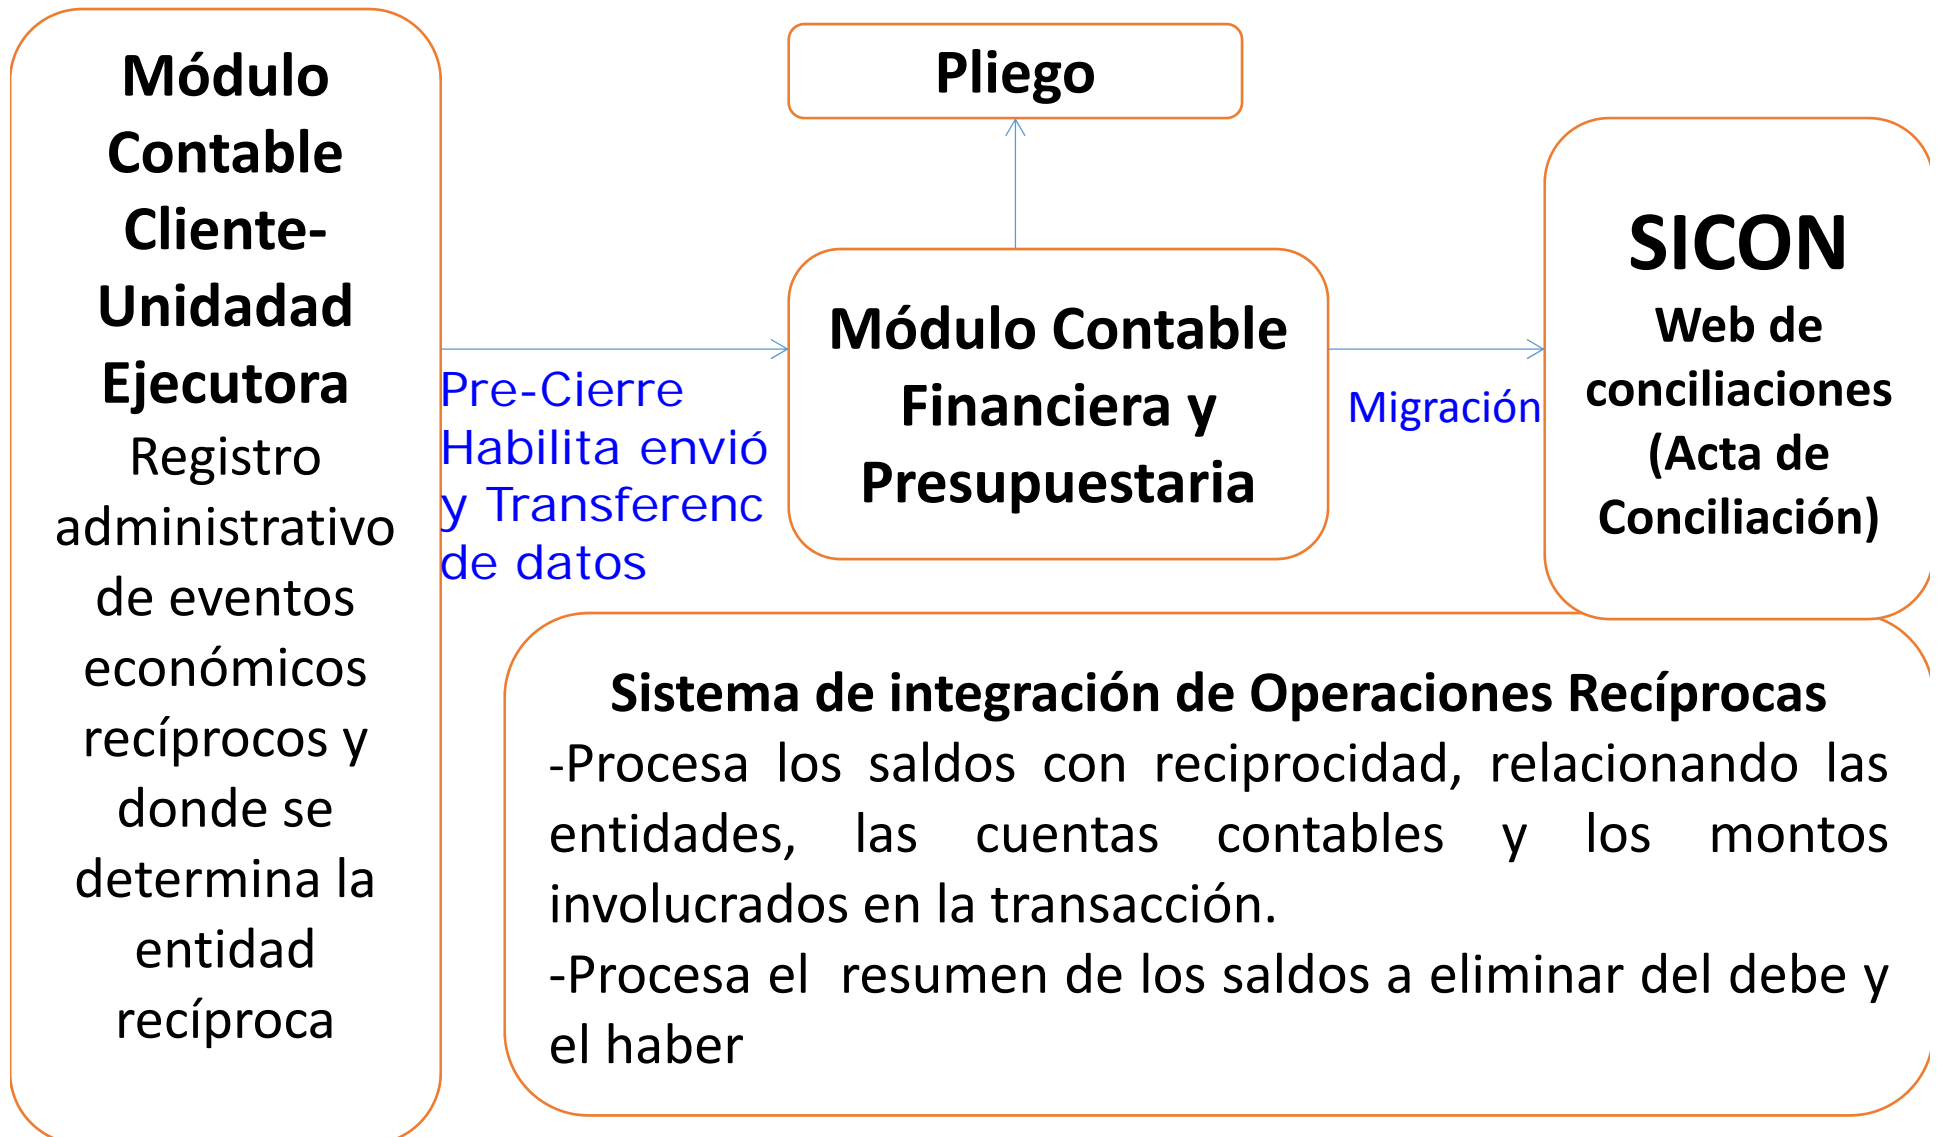 Módulo
Contable
Cliente-
Unidadad
Ejecutora
Registro
administrativo
de eventos
económicos
recíprocos y
donde se
determina la
entidad
recíproca
Pre-Cierre
Habilita envió
y Transferenc
de datos
Pliego
Módulo Contable
Financiera y
Presupuestaria
Migración
SICON
Web de
conciliaciones
(Acta de
Conciliación)
Sistema de integración de Operaciones Recíprocas
-Procesa los saldos con reciprocidad, relacionando las
entidades, las cuentas contables y los montos
involucrados en la transacción.
-Procesa el  resumen de los saldos a eliminar del debe y
el haber